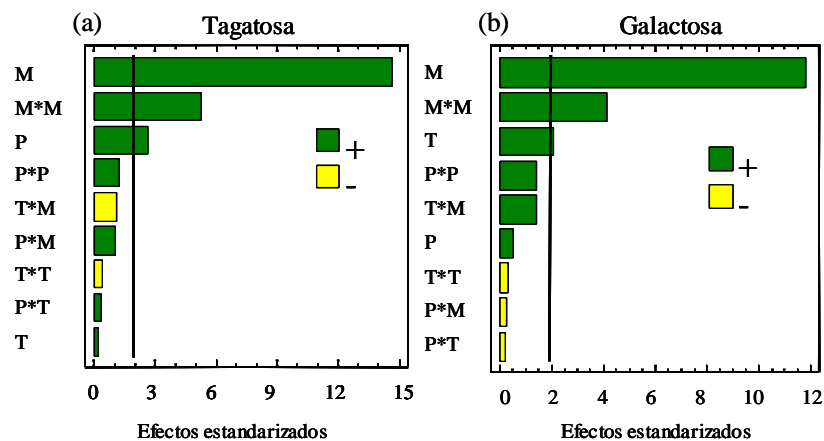 (a) Tagatosa
M
M*M
P
P*P
T*M
P*M
T*T
P*T
T
+
-
0 3 6 9 12 15
Efectos estandarizados
(b) Galactosa
M
M*M
T
P*P
T*M
P
T*T
P*M
P*T
+
-
0 2 4 6 8 10 12
Efectos estandarizados